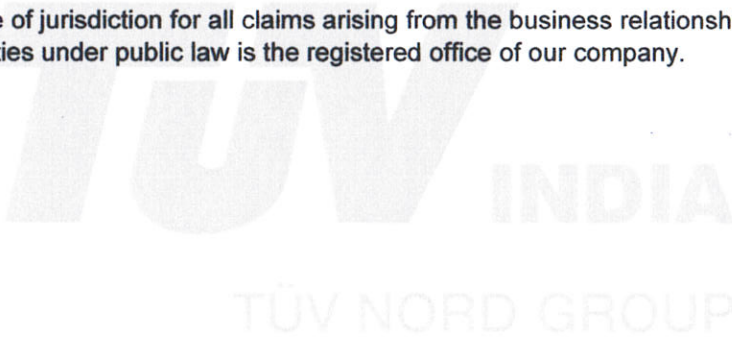 of jurisdiction for all claims arising from the business relationsh
ties under public law is the registered office of our company.
TÜV INDIA
TÜV NORD GROUP